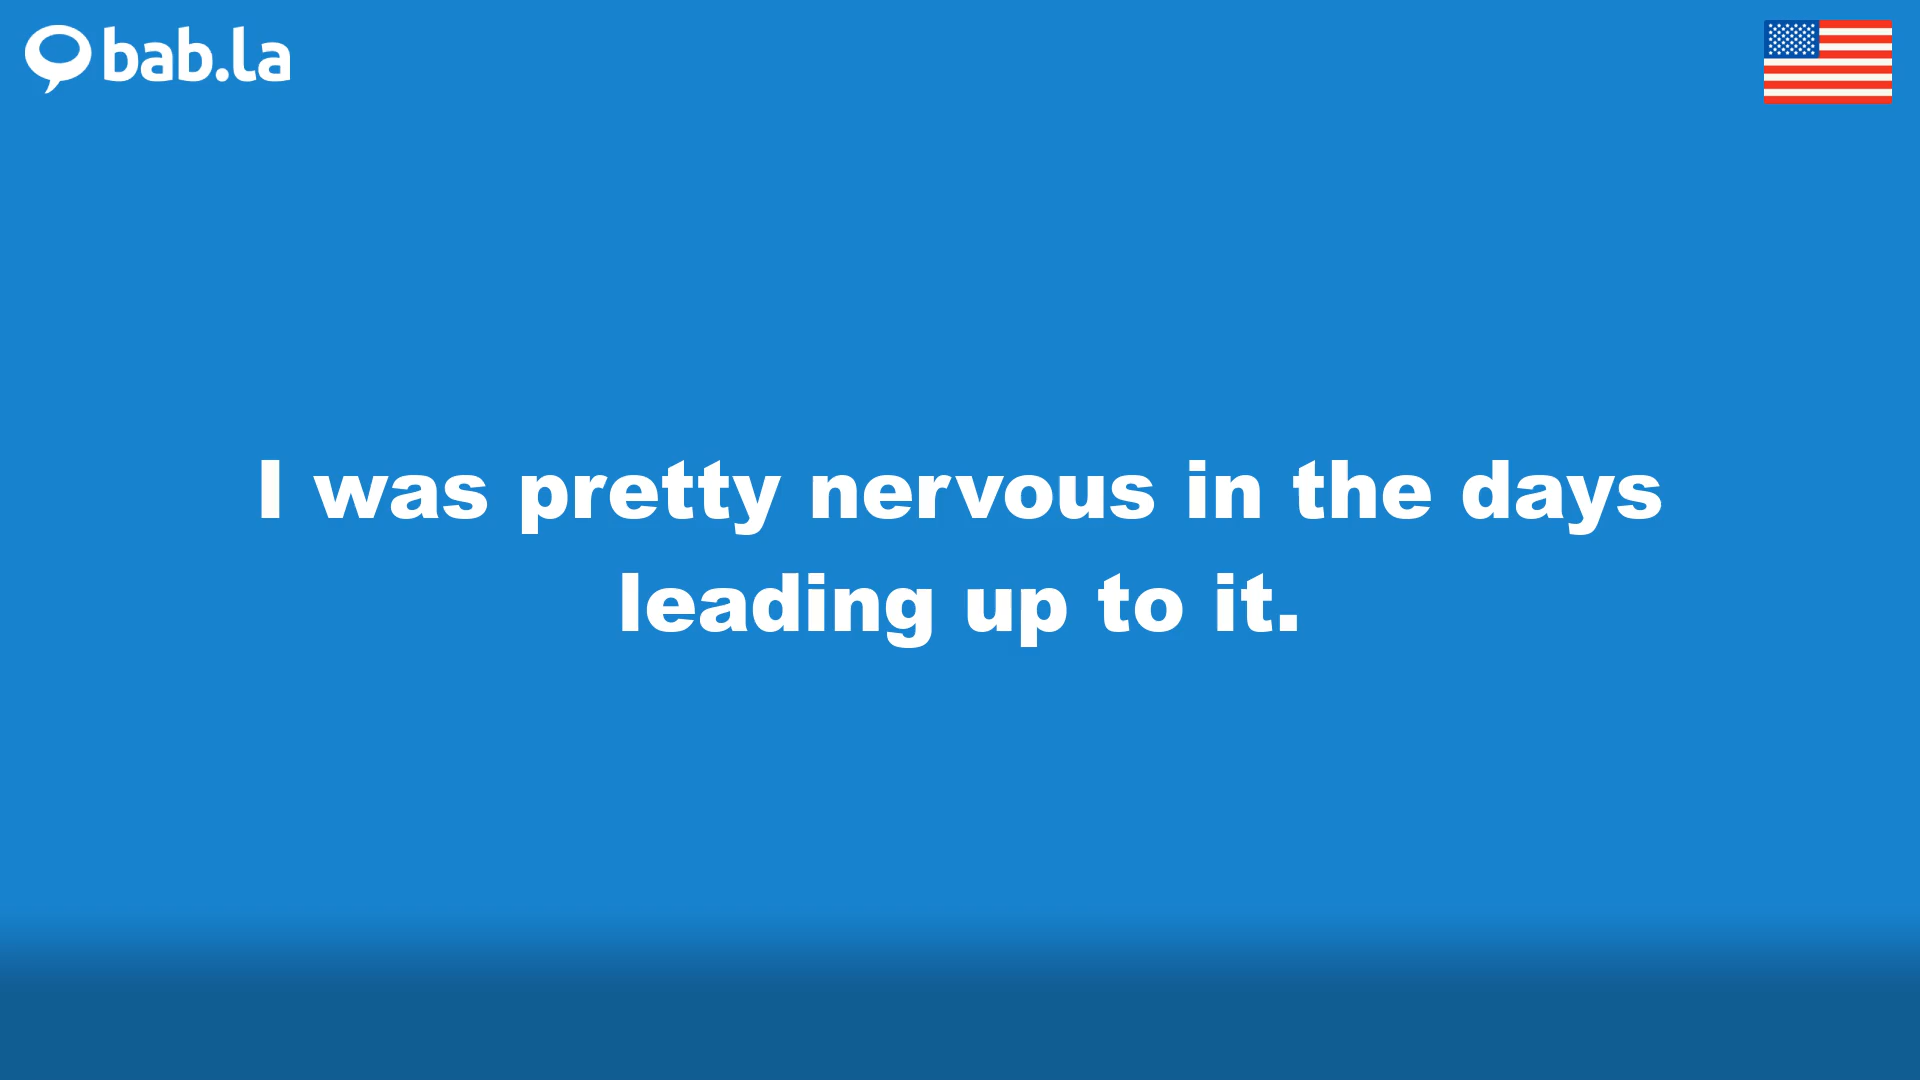 bab.la
I was pretty nervous in the days
leading up to it.